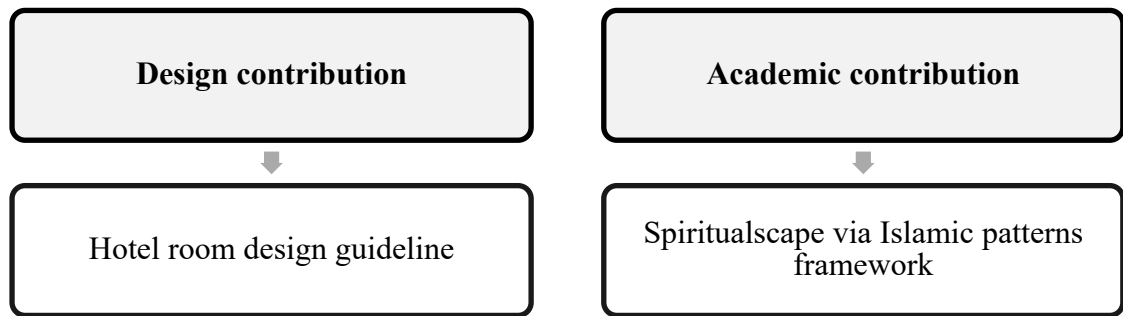 Design contribution
Academic contribution
Hotel room design guideline
Spiritualscape via Islamic patterns
framework